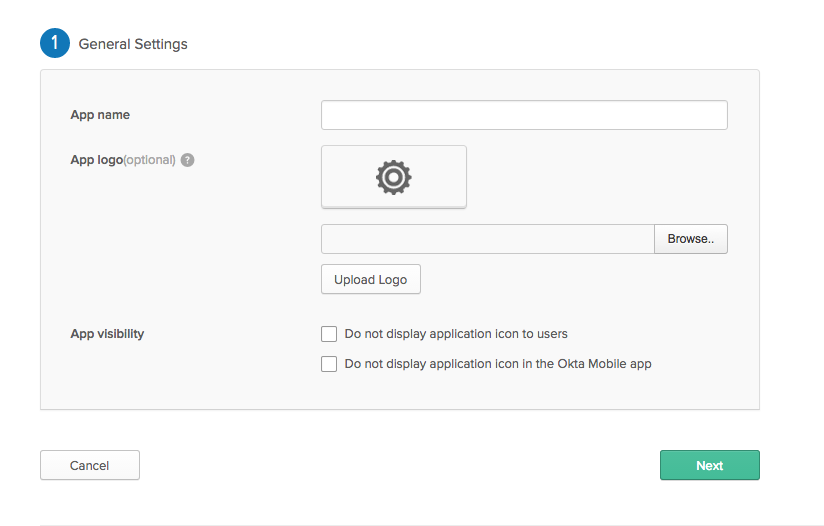 1 General Settings
App name
App logo(optional) ?
Browse..
Upload Logo
App visibility
Do not display application icon to users
Do not display application icon in the Okta Mobile app
Cancel
Next